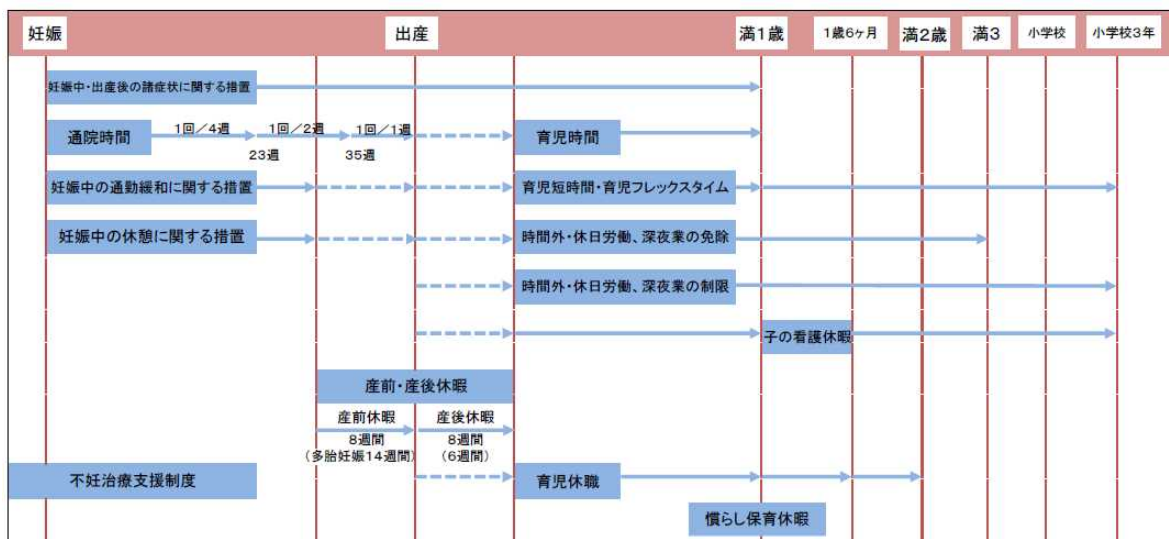 妊娠 出産 満1歳 1歳6ヶ月 満2歳 満3 小学校 小学校3年
妊娠中・出産後の諸症状に関する措置
通院時間 1回／4週 1回／2週 1回／1週 育児時間
23週 35週
妊娠中の通勤緩和に関する措置 育児短時間・育児フレックスタイム
妊娠中の休憩に関する措置 時間外・休日労働、深夜業の免除
時間外・休日労働、深夜業の制限
子の看護休暇
産前・産後休暇
産前休暇 産後休暇
8週間 8週間
（多胎妊娠14週間） （6週間）
不妊治療支援制度 育児休職
慣らし保育休暇